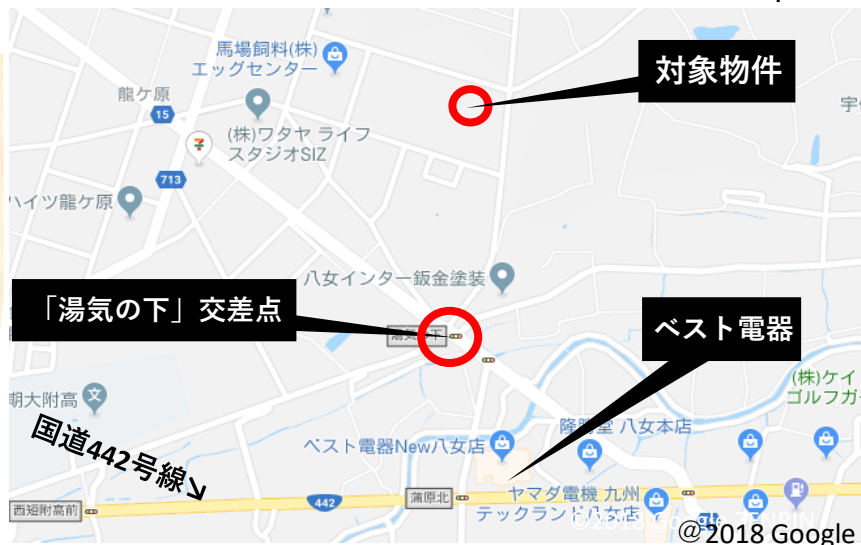 馬場飼料(株)
エッグセンター
対象物件
龍ケ原
15
(株)ワタヤ ライフ
スタジオSIZ
7
713
ハイツ龍ケ原
八女インター鈑金塗装
「湯気の下」交差点
ベスト電器
(株)ケイ
ゴルフガ
期大附高
文
国道442号線↘
隆勝堂 八女本店
ベスト電器New八女店
442
蒲原北
ヤマダ電機 九州
テックランド八女店
西短附高前
@2018 Google